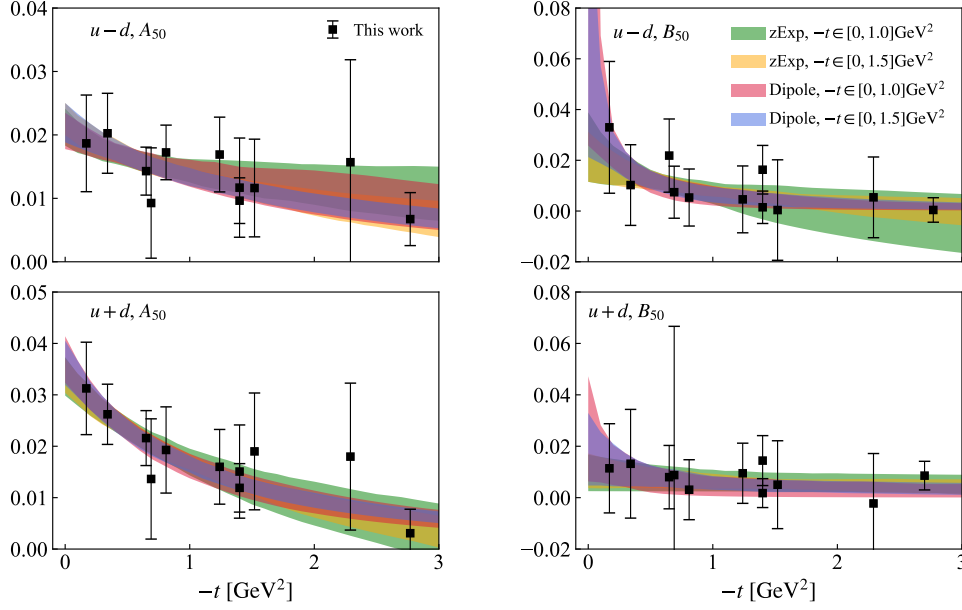 u − d, A₅₀
This work
0.04
0.03
0.02
0.01
0.00
u − d, B₅₀
zExp, −t ∈ [0, 1.0]GeV²
zExp, −t ∈ [0, 1.5]GeV²
Dipole, −t ∈ [0, 1.0]GeV²
Dipole, −t ∈ [0, 1.5]GeV²
0.08
0.06
0.04
0.02
0.00
−0.02
u + d, A₅₀
0.05
0.04
0.03
0.02
0.01
0.00
0
1
2
3
−t [GeV²]
u + d, B₅₀
0.08
0.06
0.04
0.02
0.00
−0.02
0
1
2
3
−t [GeV²]